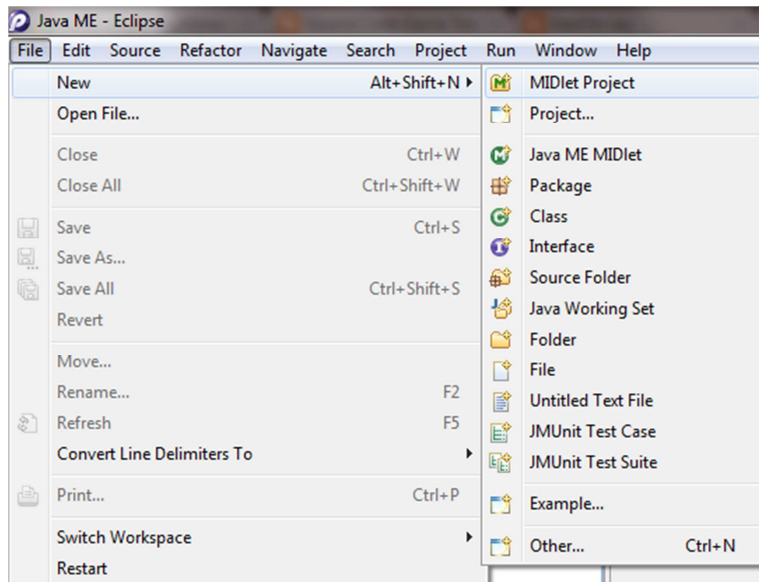 Java ME - Eclipse
File Edit Source Refactor Navigate Search Project Run Window Help
New Alt+Shift+N
Open File...
Close Ctrl+W
Close All Ctrl+Shift+W
Save Ctrl+S
Save As...
Save All Ctrl+Shift+S
Revert
Move...
Rename... F2
Refresh F5
Convert Line Delimiters To
Print... Ctrl+P
Switch Workspace
Restart
MIDlet Project
Project...
Java ME MIDlet
Package
Class
Interface
Source Folder
Java Working Set
Folder
File
Untitled Text File
JMUnit Test Case
JMUnit Test Suite
Example...
Other... Ctrl+N